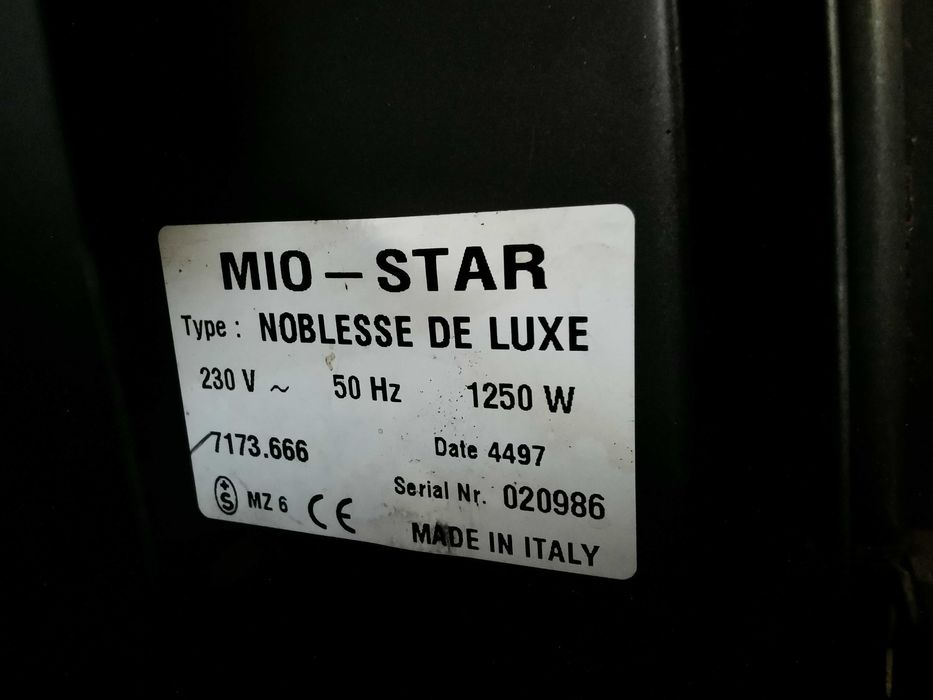 MIO – STAR
Type : NOBLESSE DE LUXE
230 V ~ 50 Hz 1250 W
7173.666 Date 4497
Serial Nr. 020986
+S MZ 6 CE
MADE IN ITALY